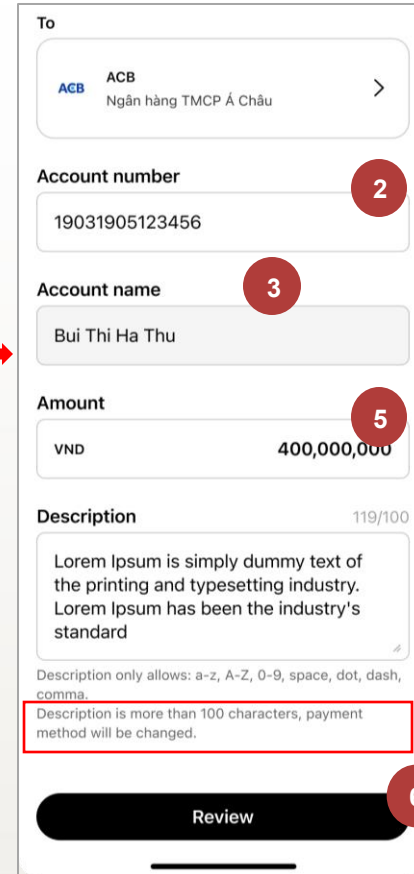 To
ACB
ACB
Ngân hàng TMCP Á Châu
Account number
2
19031905123456
Account name
3
Bui Thi Ha Thu
Amount
5
VND 400,000,000
Description 119/100
Lorem Ipsum is simply dummy text of
the printing and typesetting industry.
Lorem Ipsum has been the industry's
standard
Description only allows: a-z, A-Z, 0-9, space, dot, dash,
comma.
Description is more than 100 characters, payment
method will be changed.
Review